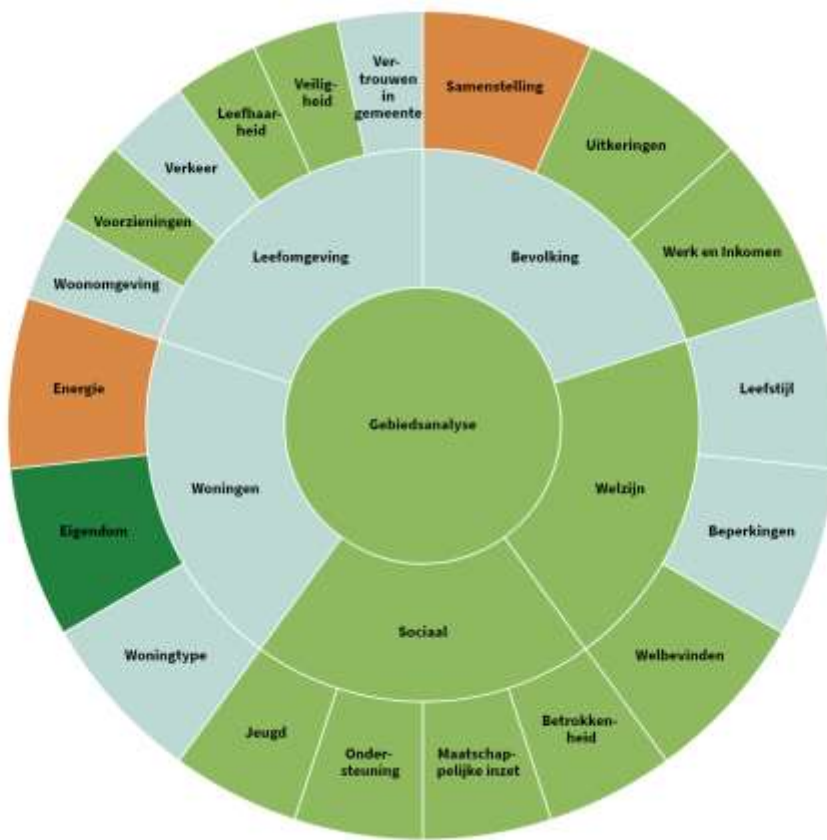 Ver-
trouwen
in
gemeente
Samenstelling
Veilig-
heid
Leefbaar-
heid
Uitkeringen
Verkeer
Voorzieningen
Werk en Inkomen
Leefomgeving
Bevolking
Woonomgeving
Energie
Leefstijl
Gebiedsanalyse
Woningen
Welzijn
Eigendom
Beperkingen
Sociaal
Woningtype
Welbevinden
Jeugd
Onder-
steuning
Maatschap-
pelijke inzet
Betrokken-
heid